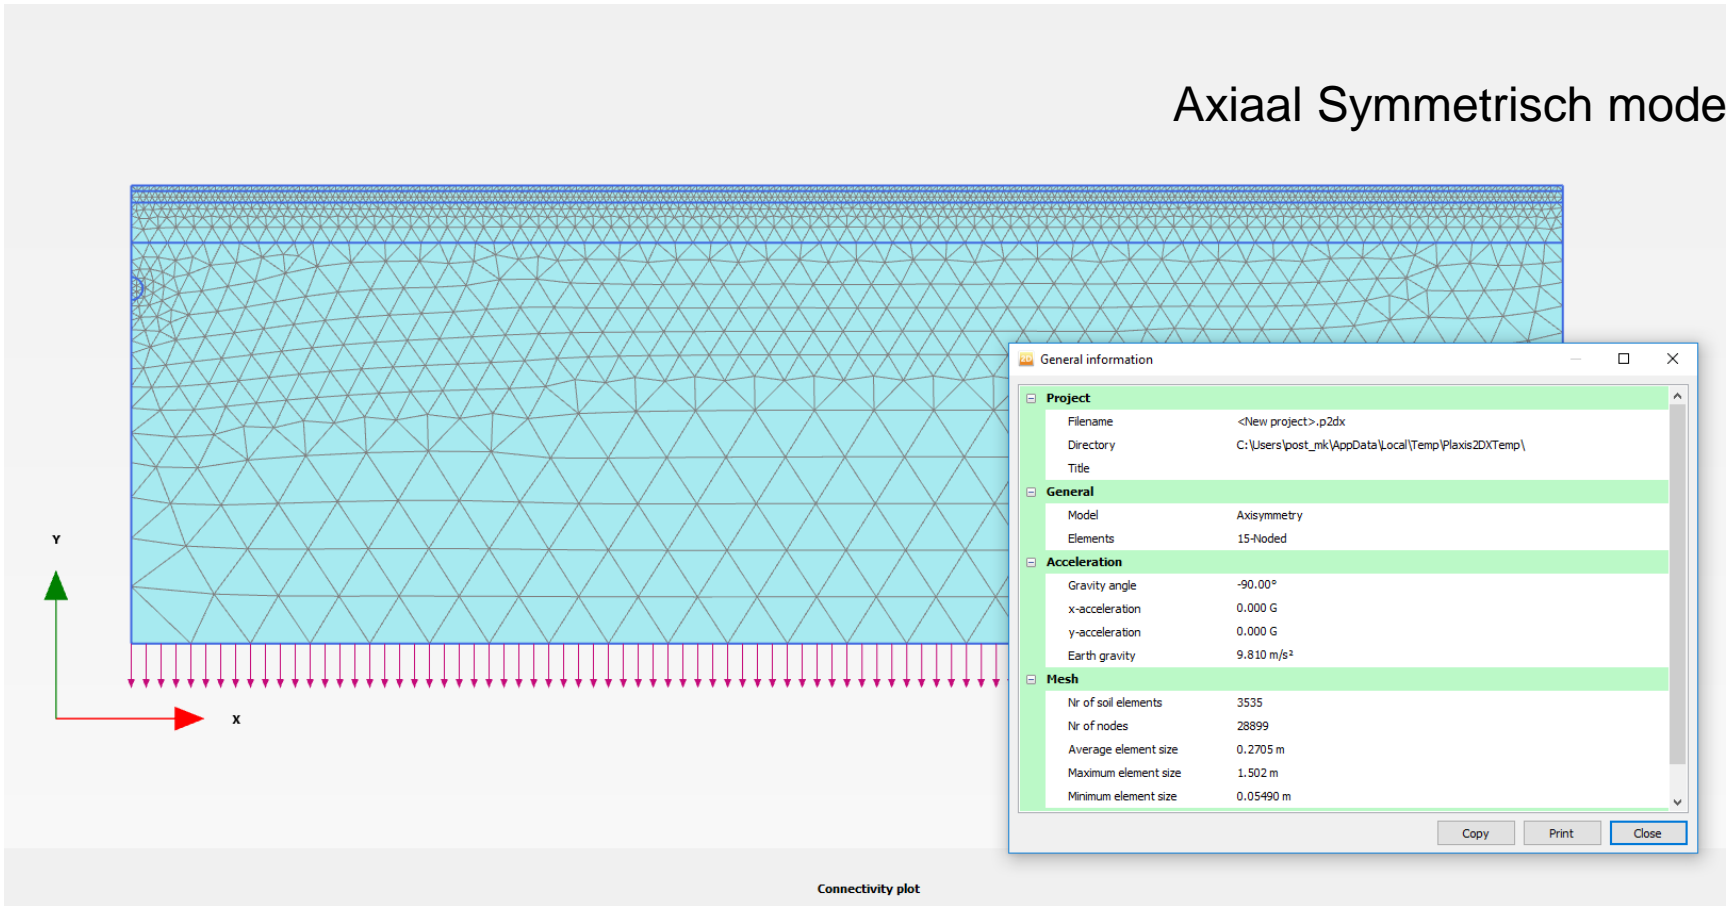 Axiaal Symmetrisch mode
General information
Project
Filename <New project>.p2dx
Directory C:\Users\post_mk\AppData\Local\Temp\Plaxis2DXTemp\
Title
General
Model Axisymmetry
Elements 15-Noded
Acceleration
Gravity angle -90.00°
x-acceleration 0.000 G
y-acceleration 0.000 G
Earth gravity 9.810 m/s²
Mesh
Nr of soil elements 3535
Nr of nodes 28899
Average element size 0.2705 m
Maximum element size 1.502 m
Minimum element size 0.05490 m
Copy Print Close
Y
X
Connectivity plot